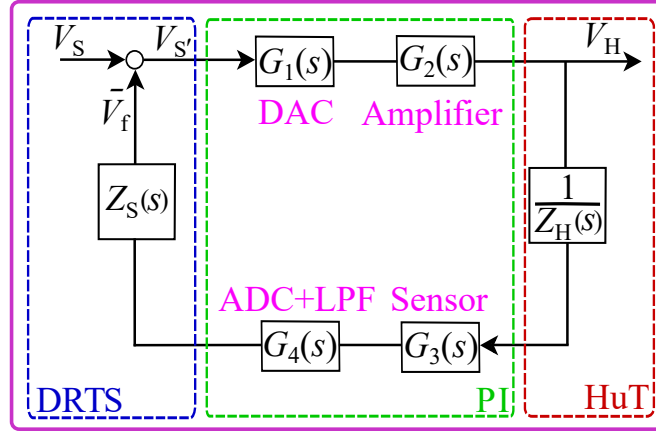 V_S
V_S'
V_H
G_1(s)
G_2(s)
DAC
Amplifier
-
V_f
Z_S(s)
1
Z_H(s)
ADC+LPF
Sensor
G_4(s)
G_3(s)
DRTS
PI
HuT